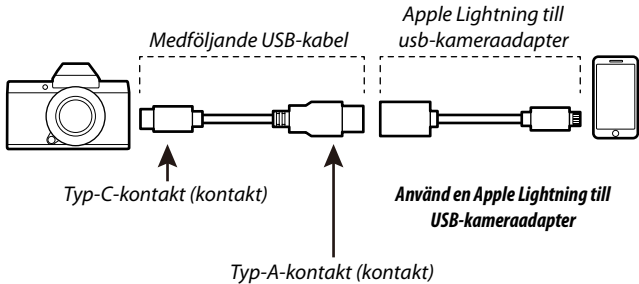 Medföljande USB-kabel
Apple Lightning till
usb-kameraadapter
Typ-C-kontakt (kontakt)
Använd en Apple Lightning till
USB-kameraadapter
Typ-A-kontakt (kontakt)